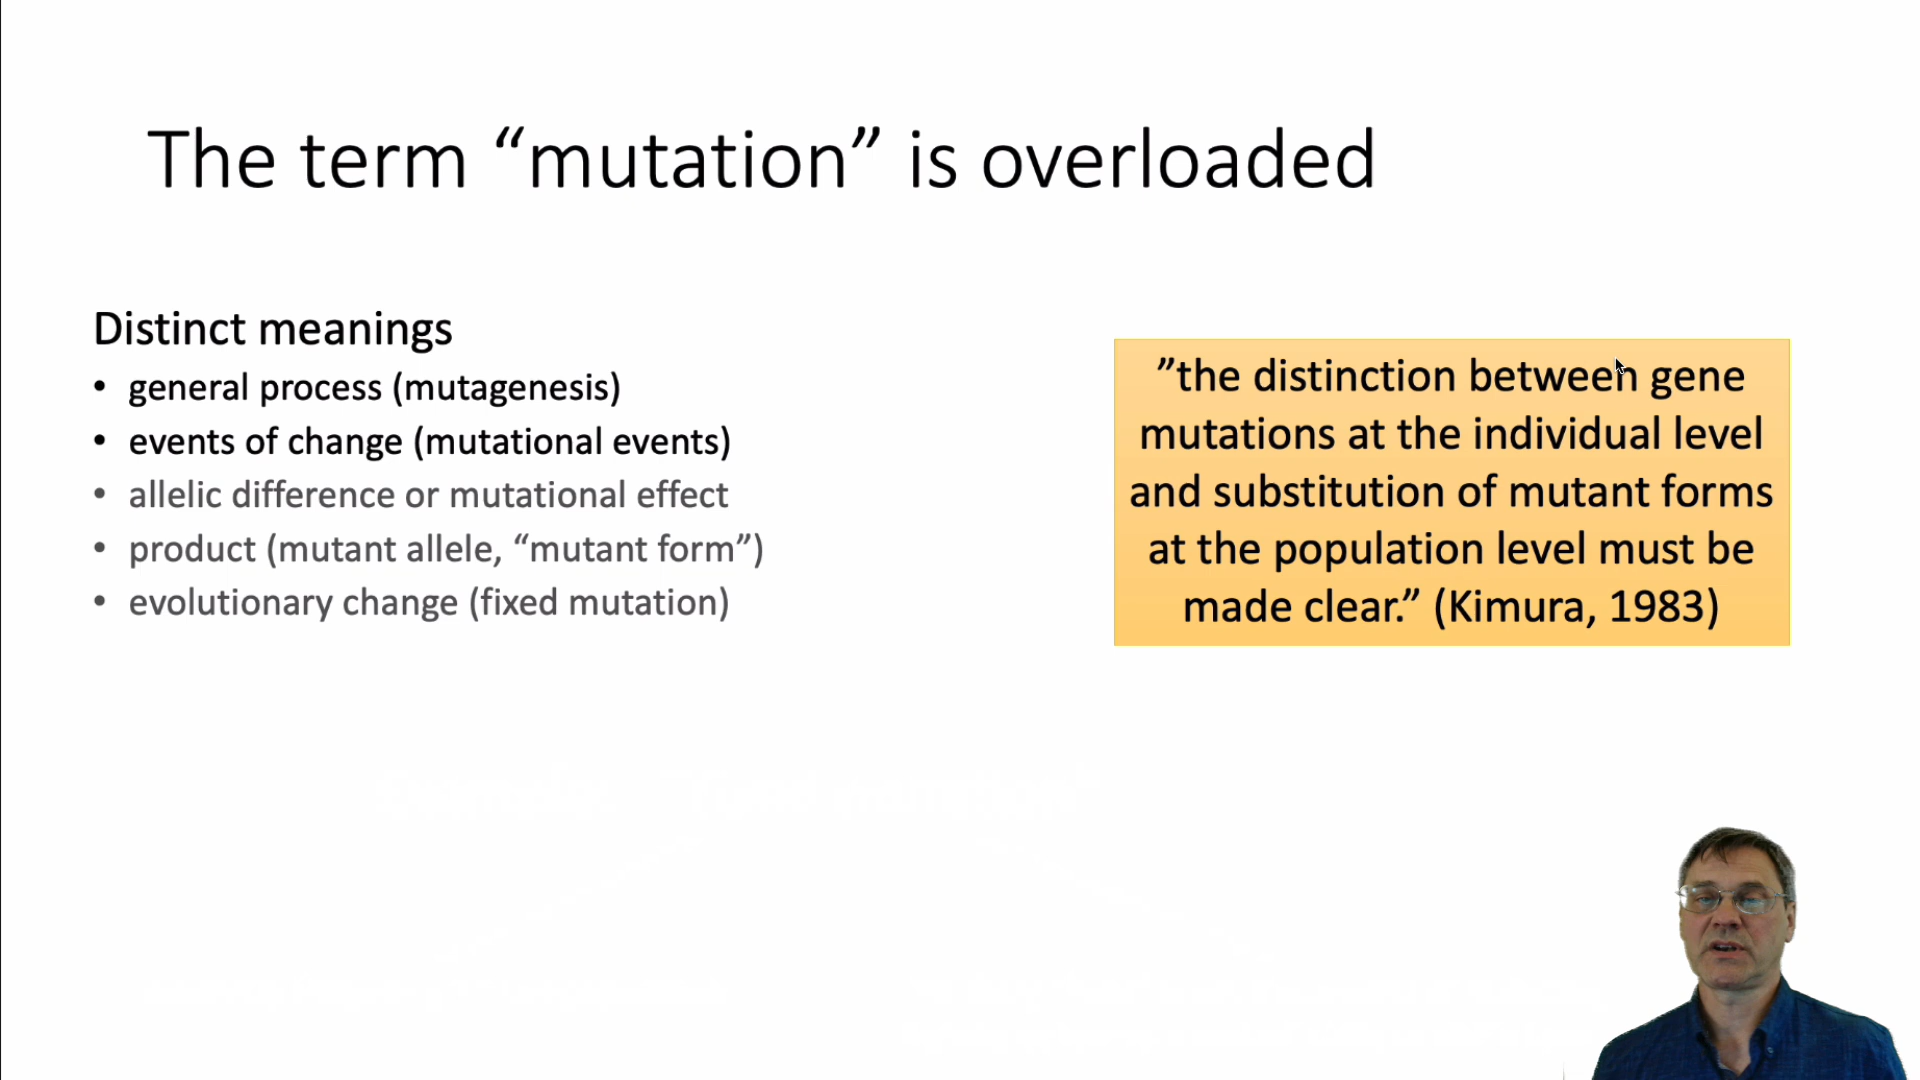 The term “mutation” is overloaded
Distinct meanings
• general process (mutagenesis)
• events of change (mutational events)
• allelic difference or mutational effect
• product (mutant allele, “mutant form”)
• evolutionary change (fixed mutation)
”the distinction between gene
mutations at the individual level
and substitution of mutant forms
at the population level must be
made clear.” (Kimura, 1983)